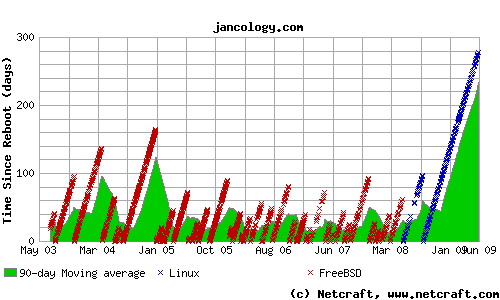 jancology.com
Time Since Reboot (days)
300
200
100
0
May 03 Mar 04 Jan 05 Oct 05 Jun 06 Aug 06 Jun 07 Mar 08 Jan 09 Jun 09
90-day Moving average Linux FreeBSD
(c) Netcraft, www.netcraft.com